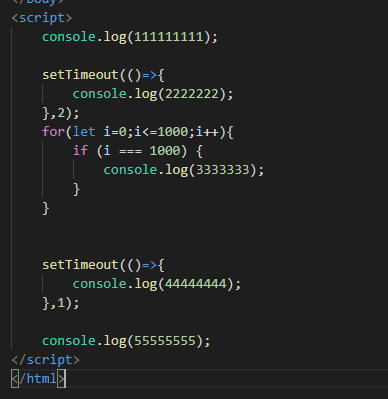 </body>
<script>
console.log(111111111);
setTimeout(()=>{
console.log(2222222);
},2);
for(let i=0;i<=1000;i++){
if (i === 1000) {
console.log(3333333);
}
}
setTimeout(()=>{
console.log(44444444);
},1);
console.log(55555555);
</script>
</html>